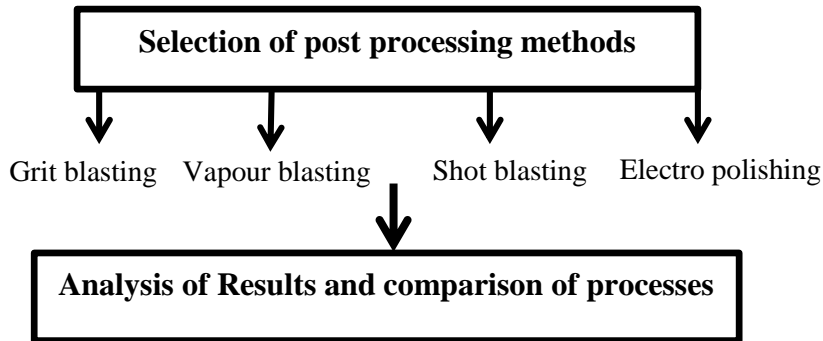 Selection of post processing methods
Grit blasting Vapour blasting Shot blasting Electro polishing
Analysis of Results and comparison of processes